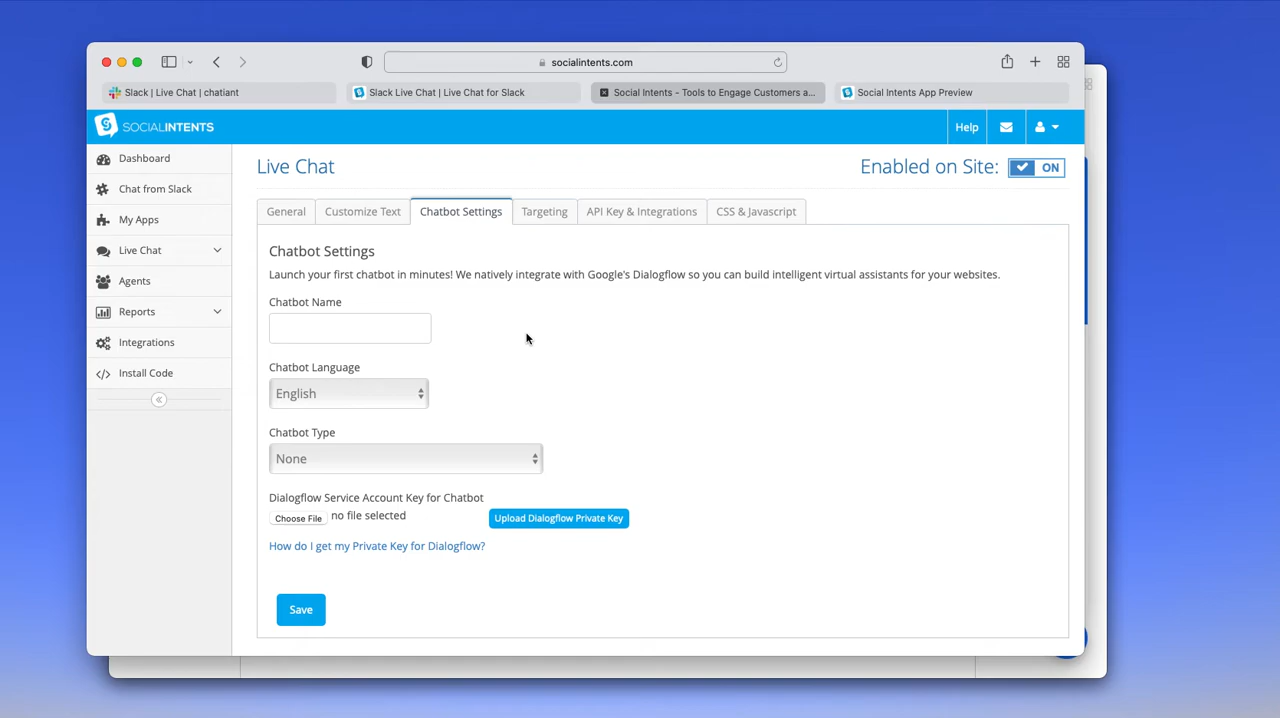 socialintents.com
Slack | Live Chat | chatiant
Slack Live Chat | Live Chat for Slack
Social Intents - Tools to Engage Customers a...
Social Intents App Preview
SOCIALINTENTS
Help
Dashboard
Chat from Slack
My Apps
Live Chat
Agents
Reports
Integrations
Install Code
Live Chat
Enabled on Site:
ON
General
Customize Text
Chatbot Settings
Targeting
API Key & Integrations
CSS & Javascript
Chatbot Settings
Launch your first chatbot in minutes! We natively integrate with Google's Dialogflow so you can build intelligent virtual assistants for your websites.
Chatbot Name
Chatbot Language
English
Chatbot Type
None
Dialogflow Service Account Key for Chatbot
Choose File no file selected
Upload Dialogflow Private Key
How do I get my Private Key for Dialogflow?
Save